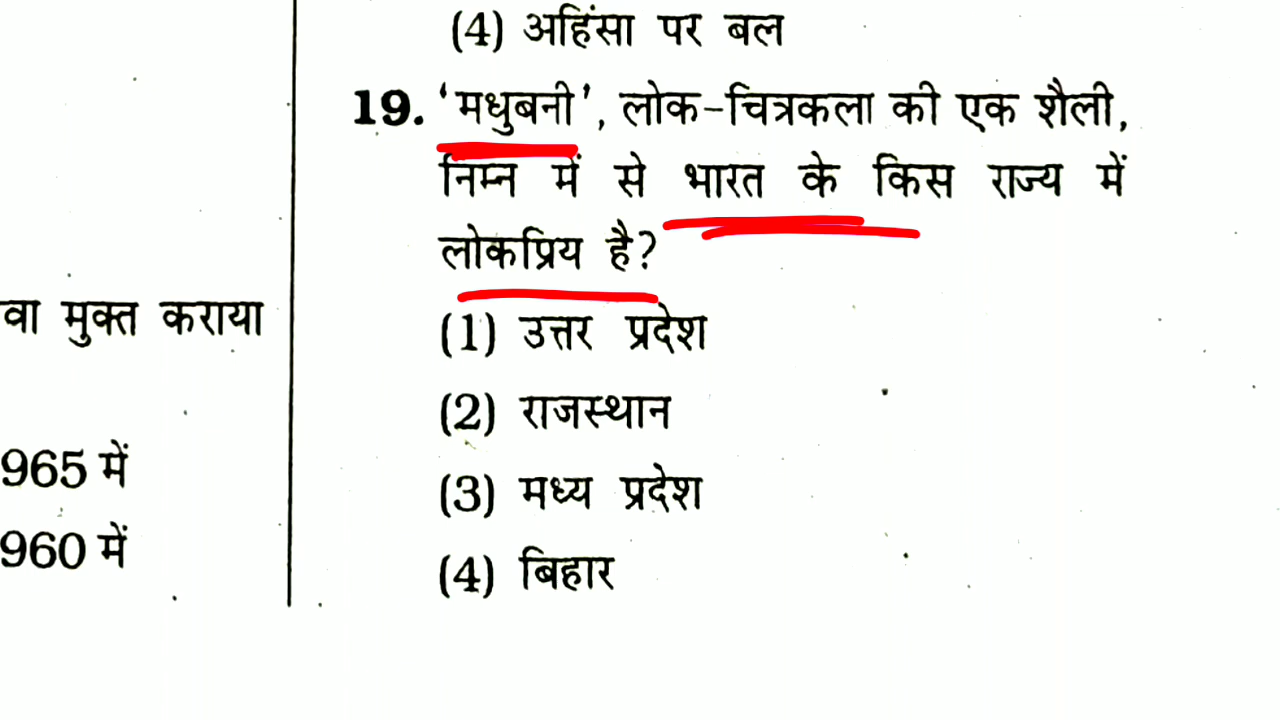 (4) अहिंसा पर बल
19. ‘मधुबनी’, लोक-चित्रकला की एक शैली,
निम्न में से भारत के किस राज्य में
लोकप्रिय है?
(1) उत्तर प्रदेश
(2) राजस्थान
(3) मध्य प्रदेश
(4) बिहार
वा मुक्त कराया
965 में
960 में